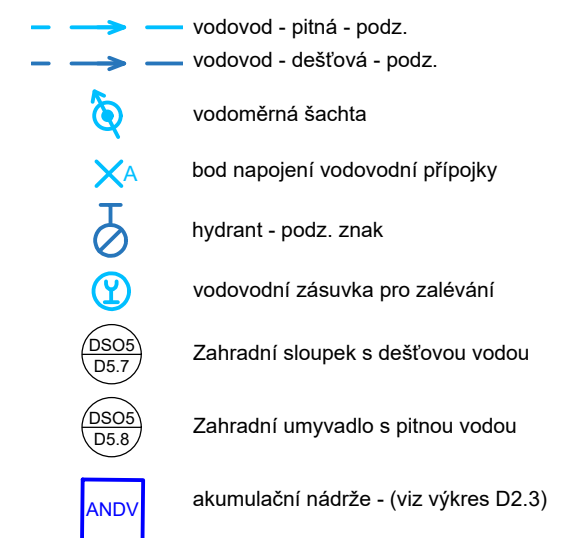 vodovod - pitná - podz.
vodovod - dešťová - podz.
vodoměrná šachta
A bod napojení vodovodní přípojky
hydrant - podz. znak
vodovodní zásuvka pro zalévání
DSO5
D5.7
Zahradní sloupek s dešťovou vodou
DSO5
D5.8
Zahradní umyvadlo s pitnou vodou
ANDV akumulační nádrže - (viz výkres D2.3)